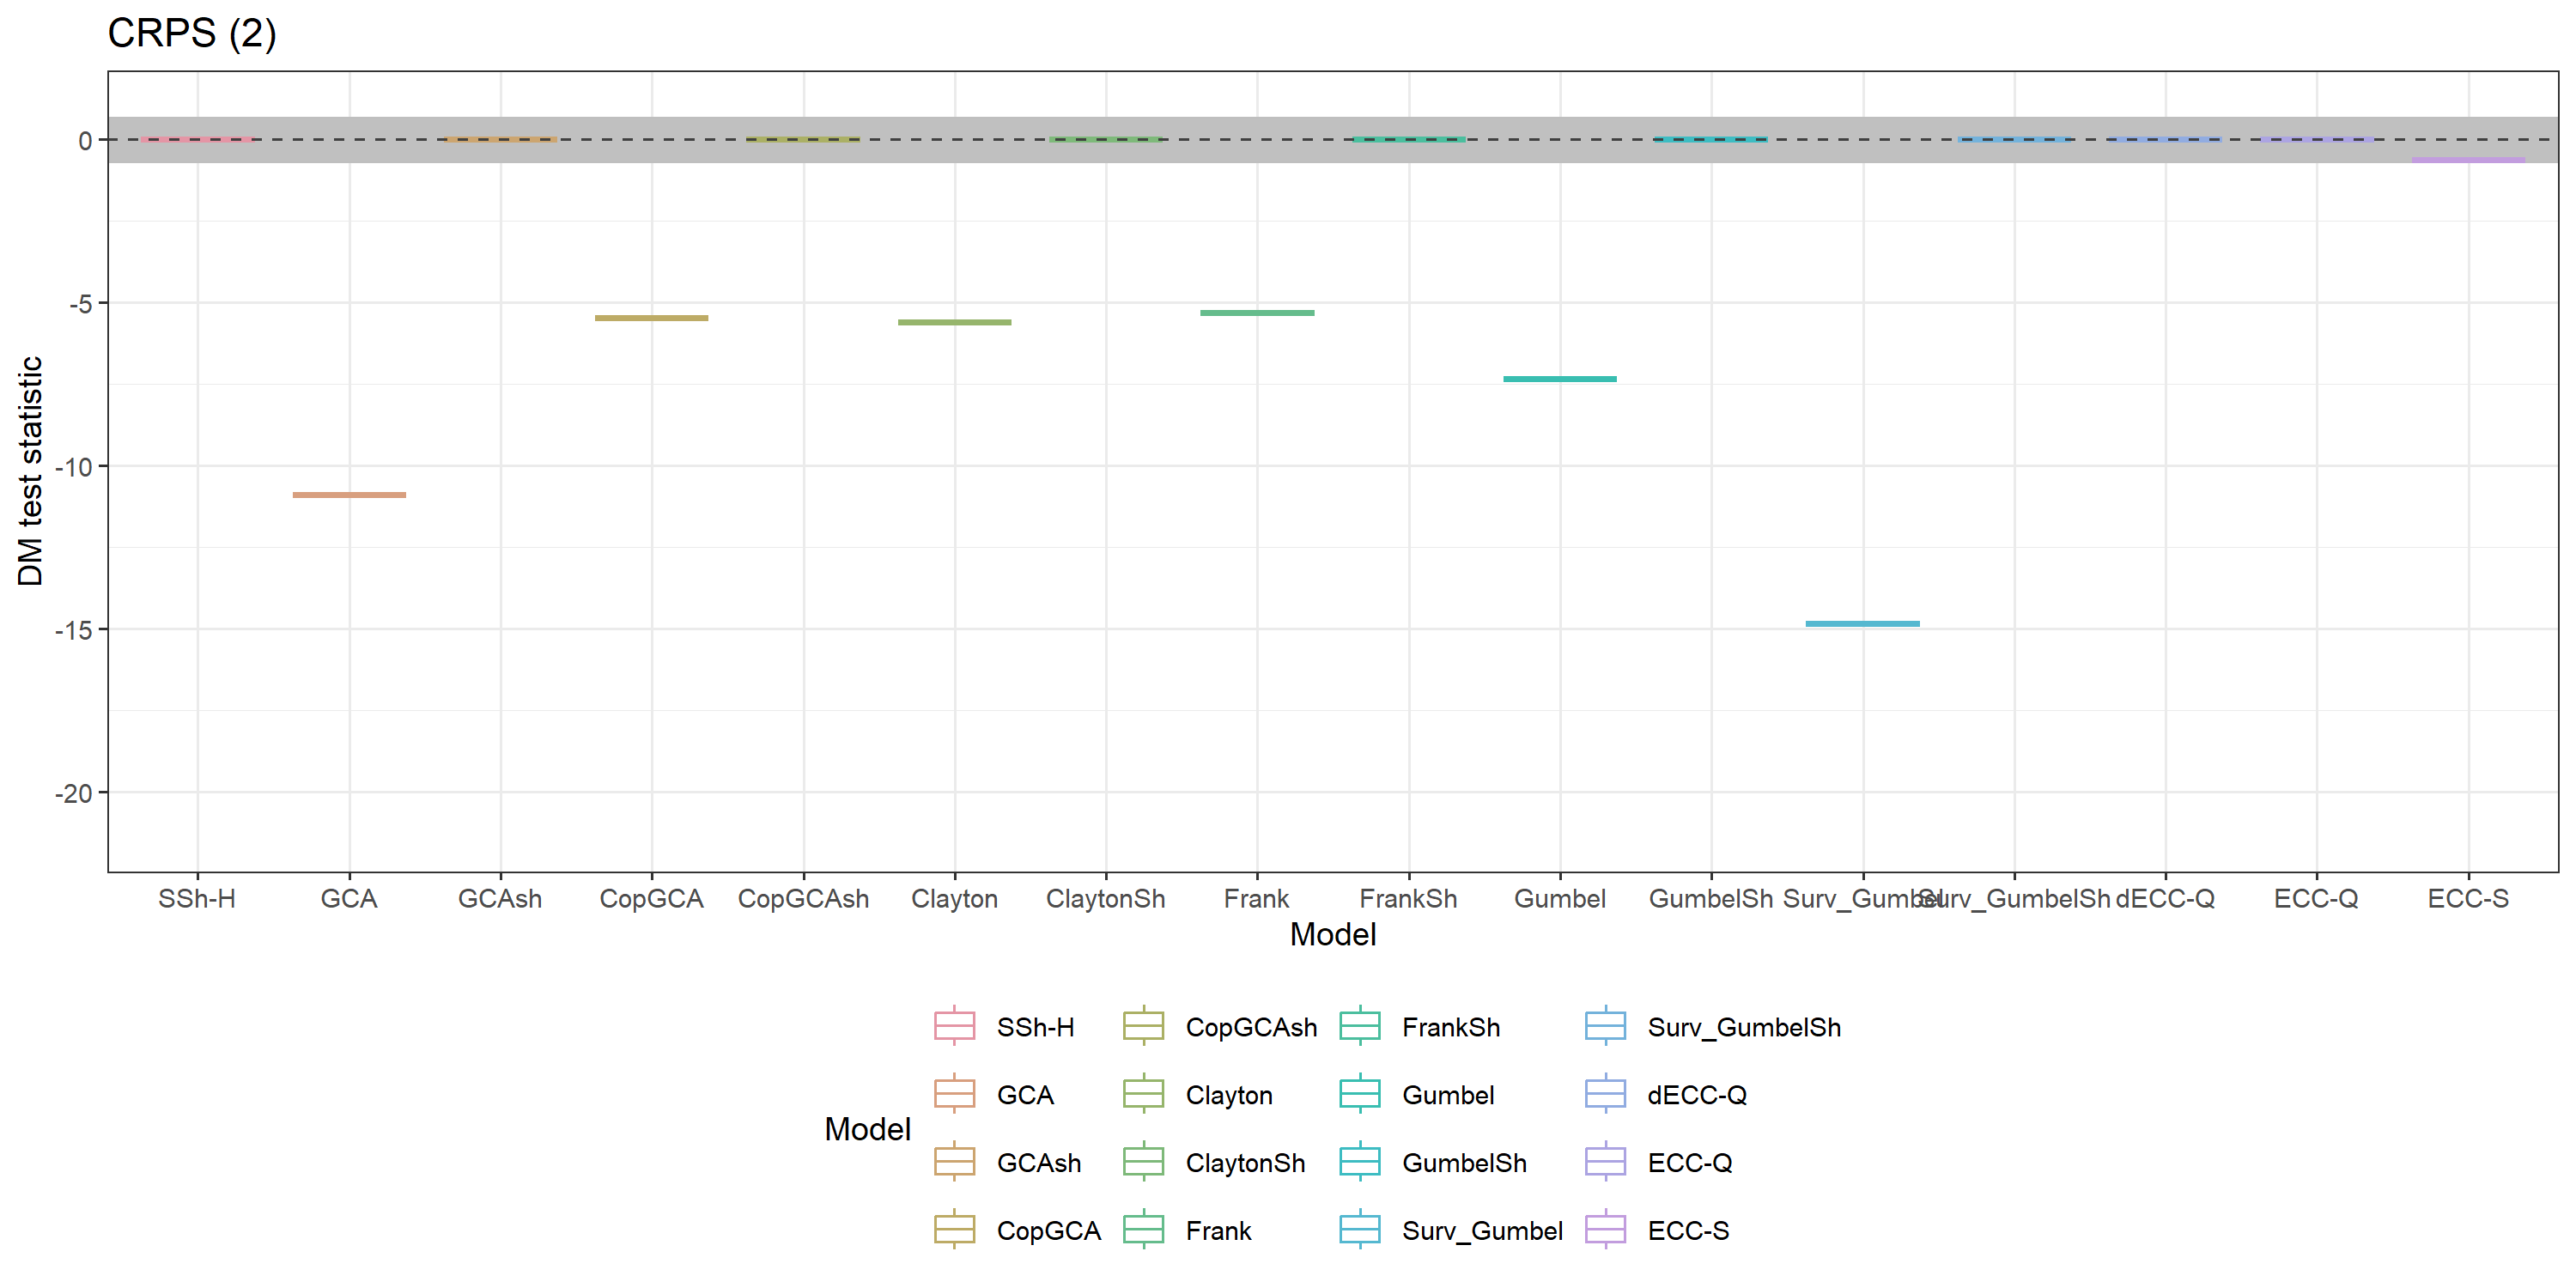 CRPS (2)
DM test statistic
0
-5
-10
-15
-20
SSh-H GCA GCAsh CopGCA CopGCAsh Clayton ClaytonSh Frank FrankSh Gumbel GumbelSh Surv_Gumbel Surv_GumbelSh dECC-Q ECC-Q ECC-S
Model
Model
SSh-H CopGCAsh FrankSh Surv_GumbelSh
GCA Clayton Gumbel dECC-Q
GCAsh ClaytonSh GumbelSh ECC-Q
CopGCA Frank Surv_Gumbel ECC-S